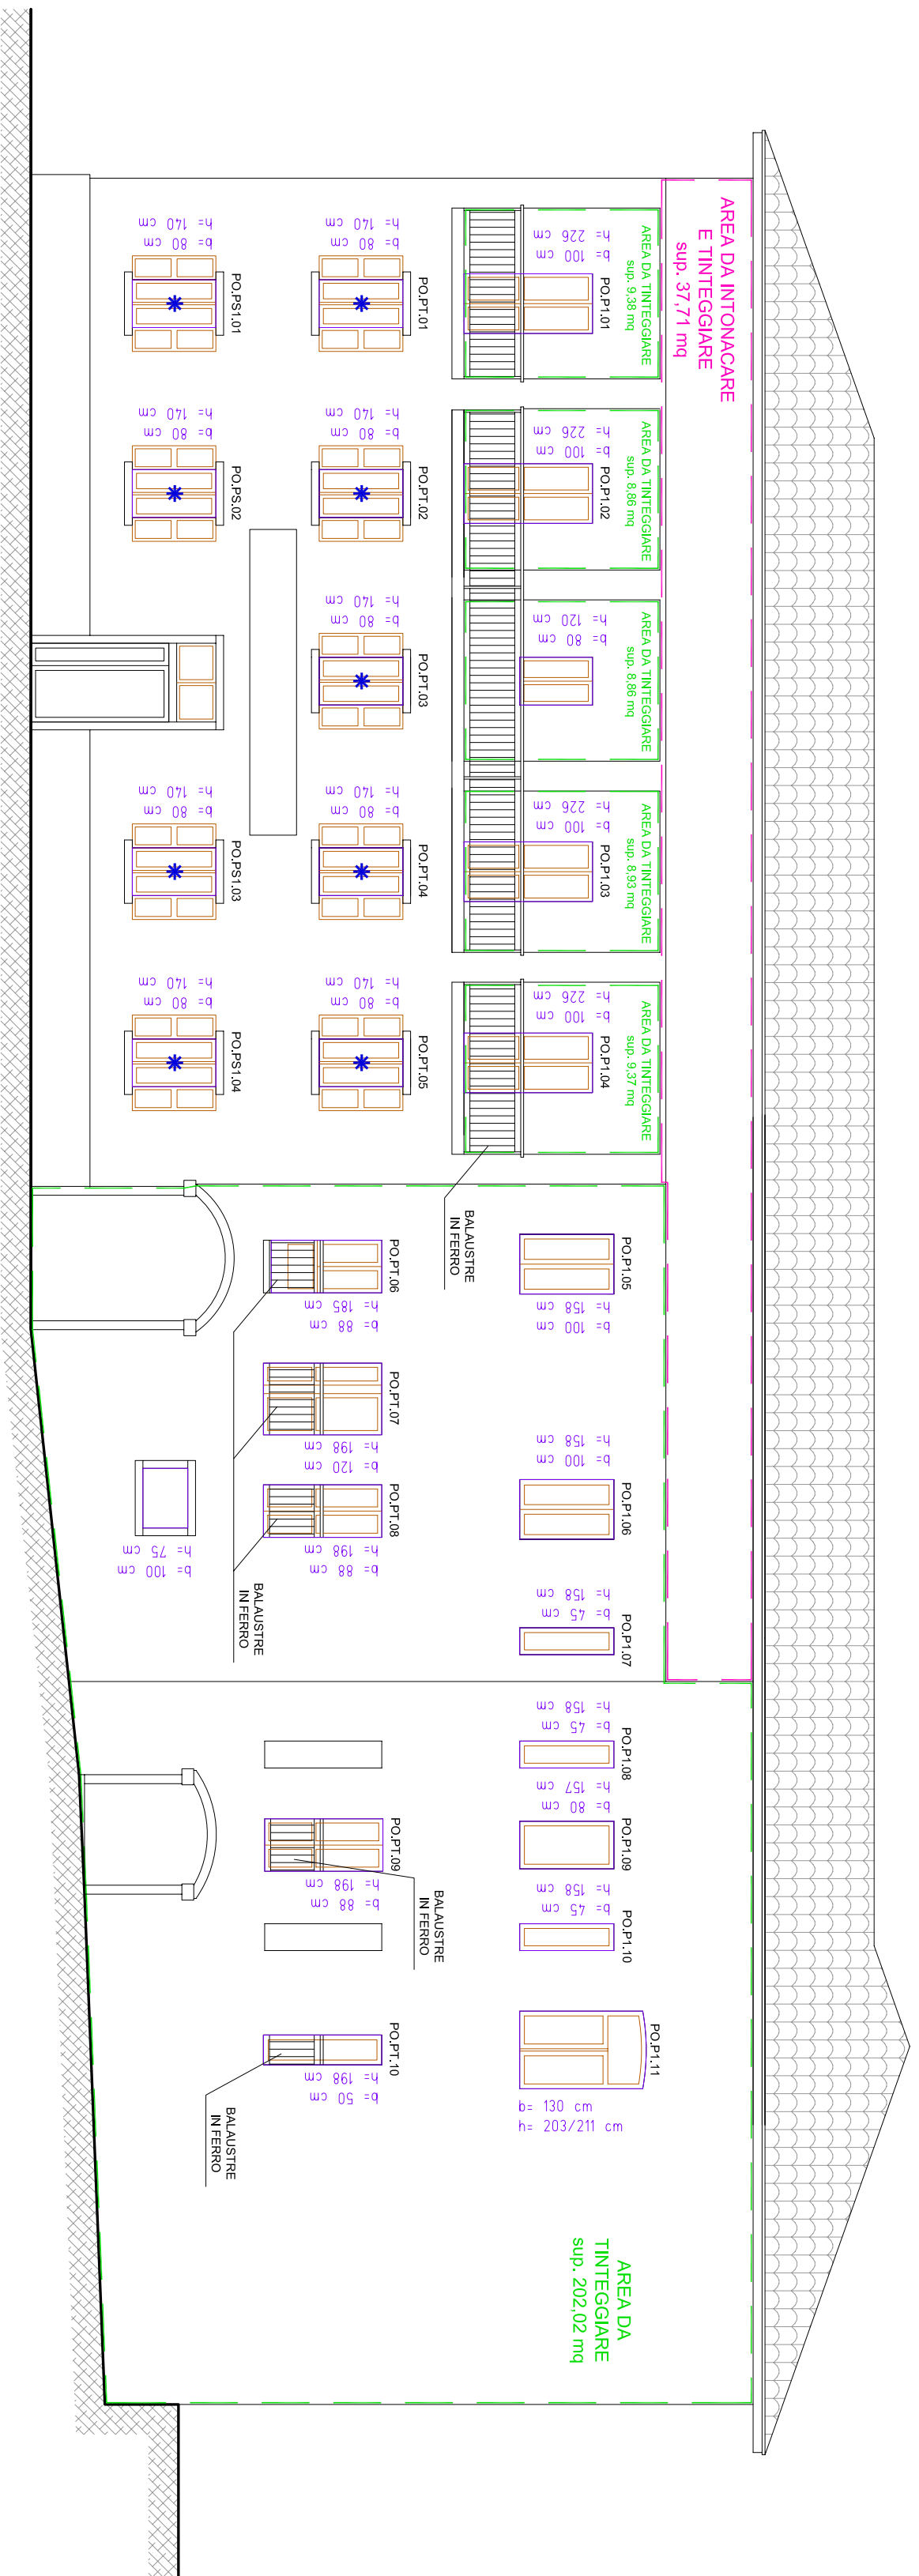 AREA DA INTONACARE
E TINTEGGIARE
sup. 37,71 mq
AREA DA TINTEGGIARE
sup. 9,38 mq
PO.P1.01
b= 100 cm
h= 226 cm
AREA DA TINTEGGIARE
sup. 8,86 mq
PO.P1.02
b= 100 cm
h= 226 cm
AREA DA TINTEGGIARE
sup. 8,86 mq
b= 80 cm
h= 120 cm
AREA DA TINTEGGIARE
sup. 8,93 mq
PO.P1.03
b= 100 cm
h= 226 cm
AREA DA TINTEGGIARE
sup. 9,37 mq
PO.P1.04
b= 100 cm
h= 226 cm
BALAUSTRE
IN FERRO
PO.P1.05
b= 100 cm
h= 158 cm
PO.P1.06
b= 100 cm
h= 158 cm
PO.P1.07
b= 45 cm
h= 158 cm
PO.P1.08
b= 45 cm
h= 158 cm
PO.P1.09
b= 80 cm
h= 157 cm
PO.P1.10
b= 45 cm
h= 158 cm
PO.P1.11
b= 130 cm
h= 203/211 cm
AREA DA
TINTEGGIARE
sup. 202,02 mq
PO.PT.01
b= 80 cm
h= 140 cm
PO.PT.02
b= 80 cm
h= 140 cm
PO.PT.03
b= 80 cm
h= 140 cm
PO.PT.04
b= 80 cm
h= 140 cm
PO.PT.05
b= 80 cm
h= 140 cm
PO.PT.06
b= 88 cm
h= 185 cm
PO.PT.07
b= 120 cm
h= 198 cm
PO.PT.08
b= 88 cm
h= 198 cm
BALAUSTRE
IN FERRO
PO.PT.09
b= 88 cm
h= 198 cm
BALAUSTRE
IN FERRO
PO.PT.10
b= 50 cm
h= 198 cm
BALAUSTRE
IN FERRO
PO.PS1.01
b= 80 cm
h= 140 cm
PO.PS.02
b= 80 cm
h= 140 cm
PO.PS1.03
b= 80 cm
h= 140 cm
PO.PS1.04
b= 80 cm
h= 140 cm
b= 100 cm
h= 75 cm